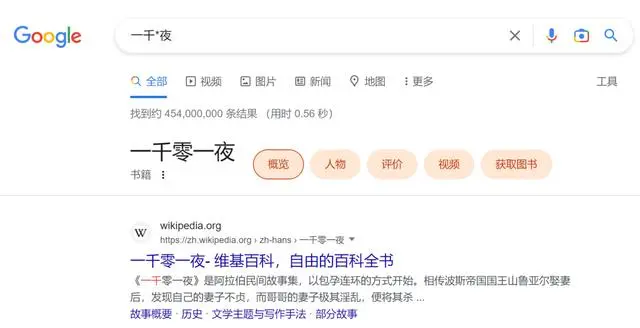 Google
一千*夜
全部
视频
图片
新闻
地图
更多
工具
找到约 454,000,000 条结果 （用时 0.56 秒）
一千零一夜
书籍
概览
人物
评价
视频
获取图书
W
wikipedia.org
https://zh.wikipedia.org › zh-hans › 一千零一夜
一千零一夜- 维基百科，自由的百科全书
《一千零一夜》是阿拉伯民间故事集，以包孕连环的方式开始。相传波斯帝国国王山鲁亚尔娶妻
后，发现自己的妻子不贞，而哥哥的妻子极其淫乱，便将其杀 ...
故事概要 · 历史 · 文学主题与写作手法 · 部分故事